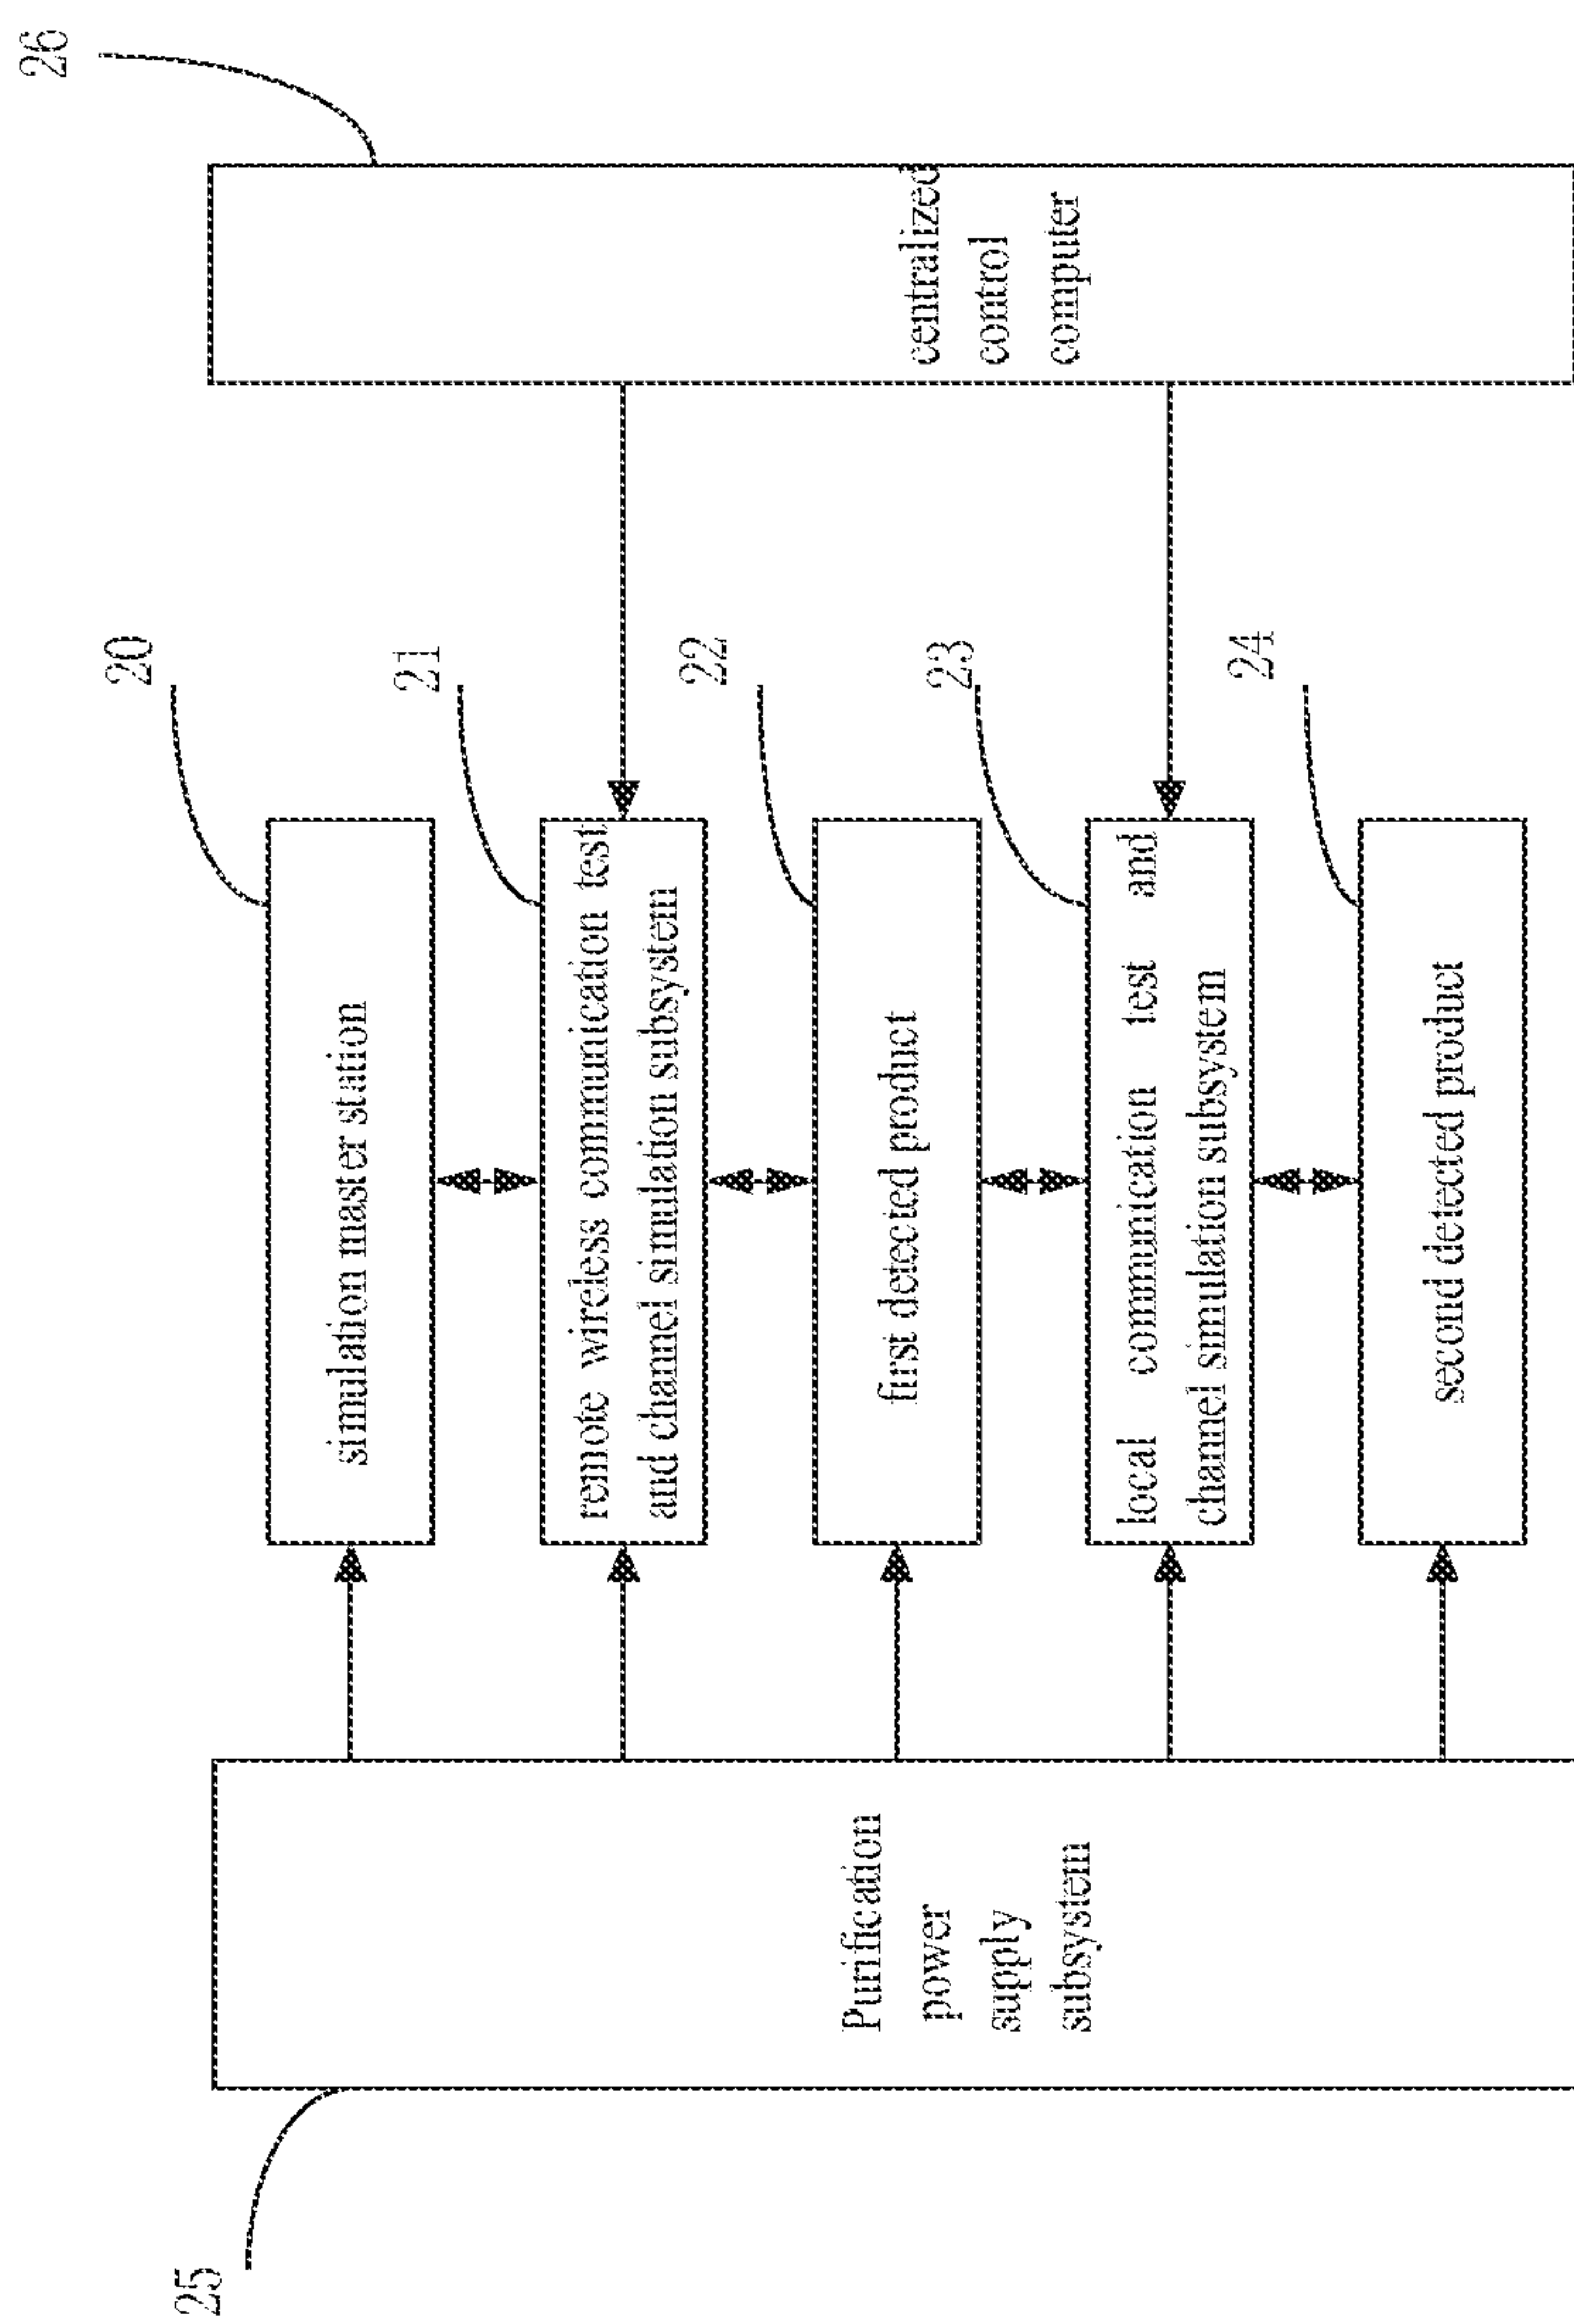 25
Purification
power
supply
subsystem
20
simulation master station
21
remote wireless communication test
and channel simulation subsystem
22
first detected product
23
local communication test and
channel simulation subsystem
24
second detected product
26
centralized
control
computer